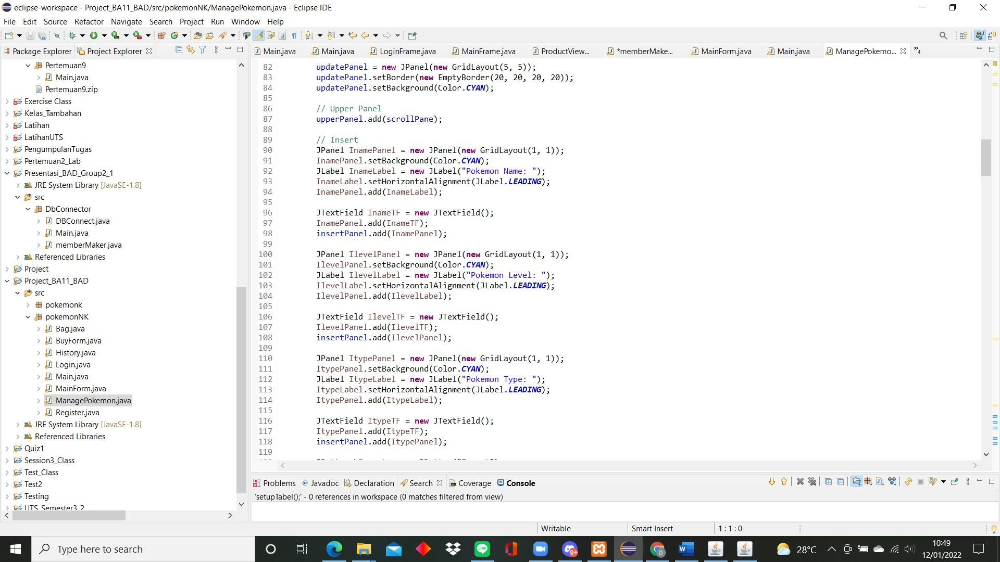 eclipse-workspace - Project_BA11_BAD/src/pokemonNK/ManagePokemon.java - Eclipse IDE
File Edit Source Refactor Navigate Search Project Run Window Help
Package Explorer Project Explorer
Main.java Main.java LoginFrame.java MainFrame.java ProductView... *memberMake... MainForm.java Main.java ManagePokemo... »4
Pertemuan9
Main.java
Pertemuan9.zip
Exercise Class
Kelas_Tambahan
Latihan
LatihanUTS
PengumpulanTugas
Pertemuan2_Lab
Presentasi_BAD_Group2_1
JRE System Library [JavaSE-1.8]
src
DbConnector
DBConnect.java
Main.java
memberMaker.java
Referenced Libraries
Project
Project_BA11_BAD
src
pokemonk
pokemonNK
Bag.java
BuyForm.java
History.java
Login.java
Main.java
MainForm.java
ManagePokemon.java
Register.java
JRE System Library [JavaSE-1.8]
Referenced Libraries
Quiz1
Session3_Class
Test_Class
Test2
Testing
UTS_Semester3_2
82 updatePanel = new JPanel(new GridLayout(5, 5));
83 updatePanel.setBorder(new EmptyBorder(20, 20, 20, 20));
84 updatePanel.setBackground(Color.CYAN);
85
86 // Upper Panel
87 upperPanel.add(scrollPane);
88
89 // Insert
90 JPanel InamePanel = new JPanel(new GridLayout(1, 1));
91 InamePanel.setBackground(Color.CYAN);
92 JLabel InameLabel = new JLabel("Pokemon Name: ");
93 InameLabel.setHorizontalAlignment(JLabel.LEADING);
94 InamePanel.add(InameLabel);
95
96 JTextField InameTF = new JTextField();
97 InamePanel.add(InameTF);
98 insertPanel.add(InamePanel);
99
100 JPanel IlevelPanel = new JPanel(new GridLayout(1, 1));
101 IlevelPanel.setBackground(Color.CYAN);
102 JLabel IlevelLabel = new JLabel("Pokemon Level: ");
103 IlevelLabel.setHorizontalAlignment(JLabel.LEADING);
104 IlevelPanel.add(IlevelLabel);
105
106 JTextField IlevelTF = new JTextField();
107 IlevelPanel.add(IlevelTF);
108 insertPanel.add(IlevelPanel);
109
110 JPanel ItypePanel = new JPanel(new GridLayout(1, 1));
111 ItypePanel.setBackground(Color.CYAN);
112 JLabel ItypeLabel = new JLabel("Pokemon Type: ");
113 ItypeLabel.setHorizontalAlignment(JLabel.LEADING);
114 ItypePanel.add(ItypeLabel);
115
116 JTextField ItypeTF = new JTextField();
117 ItypePanel.add(ItypeTF);
118 insertPanel.add(ItypePanel);
119
Problems Javadoc Declaration Search Coverage Console
'setupTabel();' - 0 references in workspace (0 matches filtered from view)
Writable Smart Insert 1 : 1 : 0
Type here to search
LINE
9+
28°C
10:49
12/01/2022